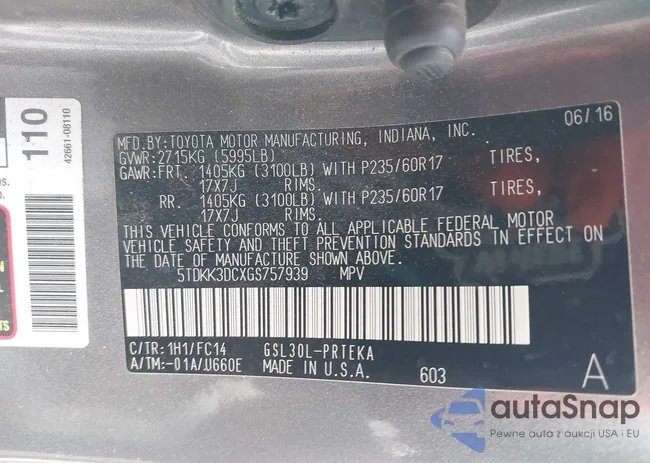 110
42661-08110
MFD.BY:TOYOTA MOTOR MANUFACTURING, INDIANA, INC. 06/16
GVWR:2715KG (5995LB)
GAWR:FRT. 1405KG (3100LB) WITH P235/60R17 TIRES,
17X7J RIMS.
RR. 1405KG (3100LB) WITH P235/60R17 TIRES,
17X7J RIMS.
THIS VEHICLE CONFORMS TO ALL APPLICABLE FEDERAL MOTOR
VEHICLE SAFETY AND THEFT PREVENTION STANDARDS IN EFFECT ON
THE DATE OF MANUFACTURE SHOWN ABOVE.
5TDKK3DCXGS757939 MPV
C/TR:1H1/FC14 GSL30L-PRTEKA
A/TM:-01A/U660E MADE IN U.S.A. 603 A
autaSnap
Pewne auta z aukcji USA i EU